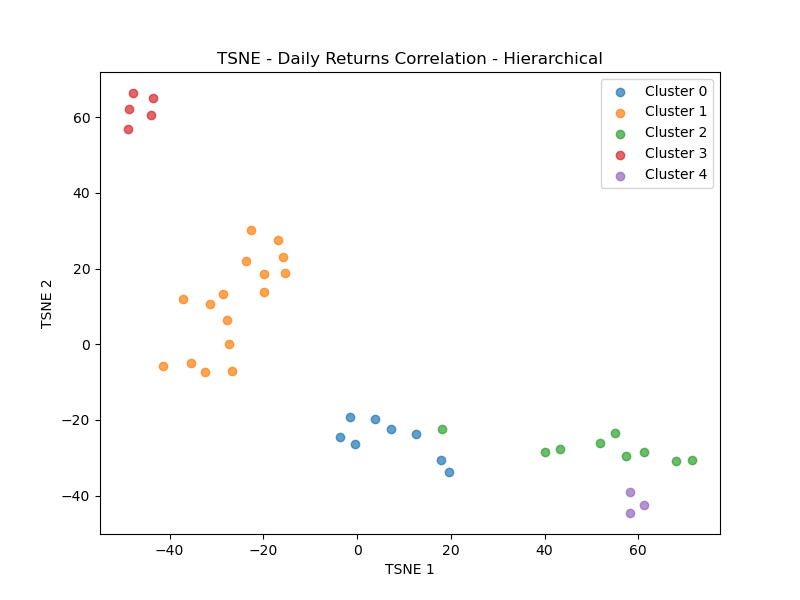 TSNE - Daily Returns Correlation - Hierarchical
Cluster 0
Cluster 1
Cluster 2
Cluster 3
Cluster 4
TSNE 2
60
40
20
0
−20
−40
−40 −20 0 20 40 60
TSNE 1